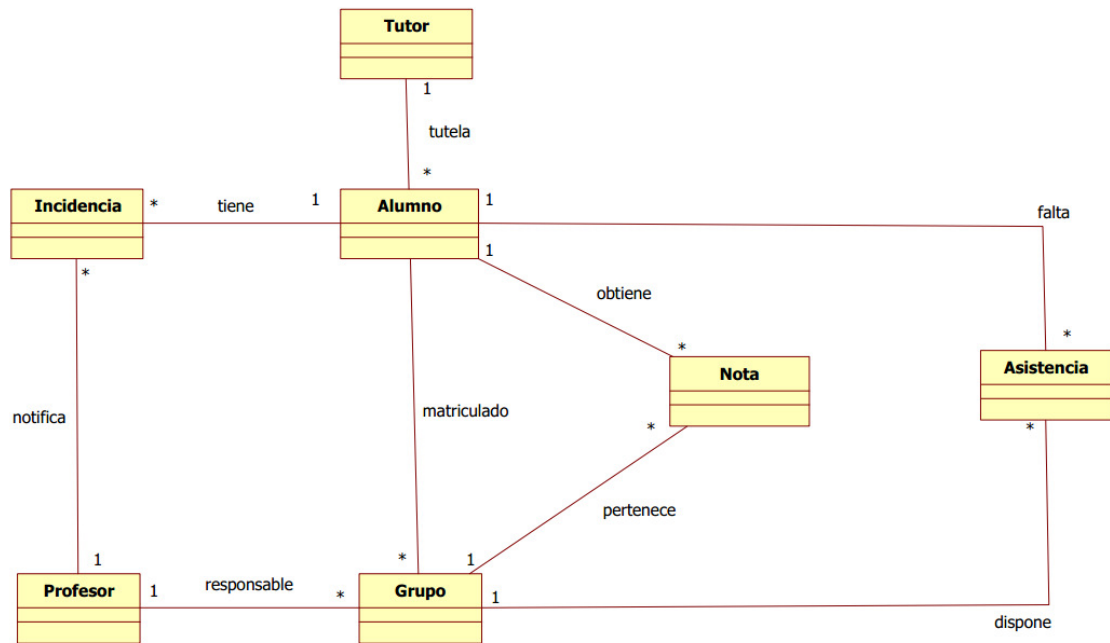 Tutor
1
tutela
*
Incidencia
*
tiene
1
Alumno
1
falta
*
1
obtiene
*
*
Nota
Asistencia
notifica
matriculado
*
*
pertenece
1
*
1
Profesor
1
responsable
*
Grupo
1
dispone